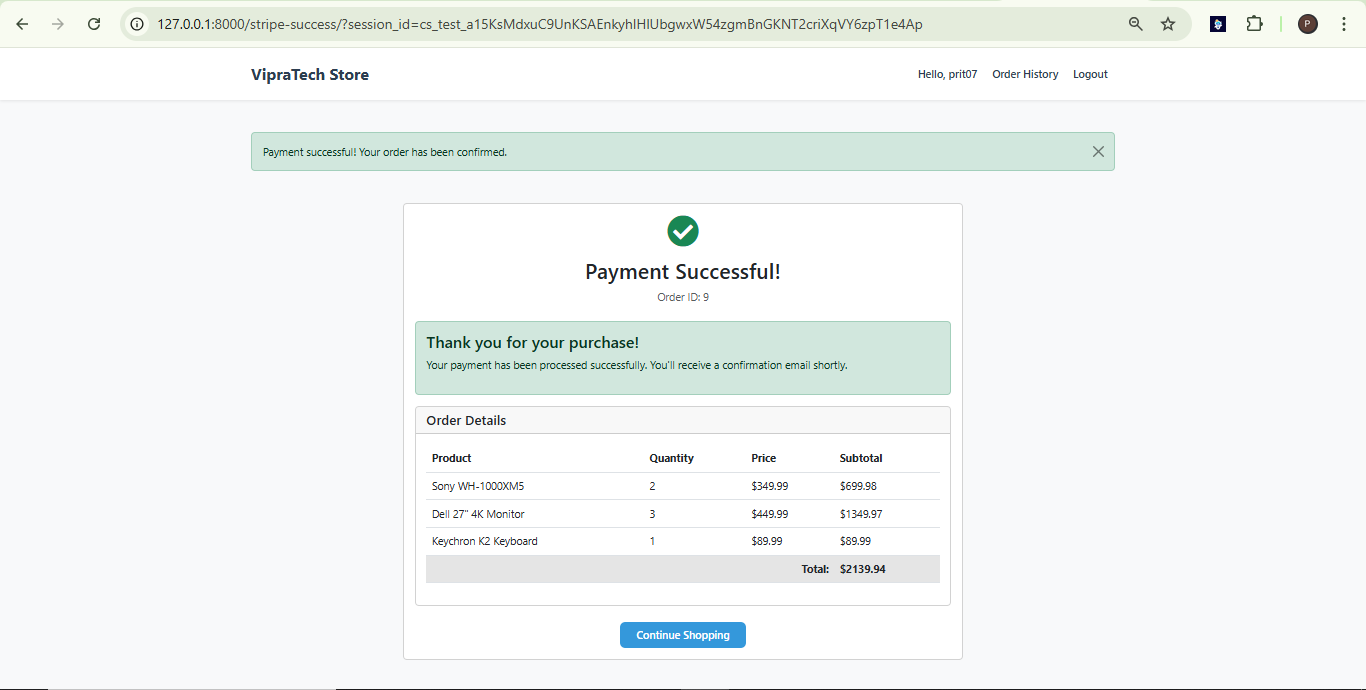 127.0.0.1:8000/stripe-success/?session_id=cs_test_a15KsMdxuC9UnKSAEnkyhIHIUbgwxW54zgmBnGKNT2criXqVY6zpT1e4Ap
P
VipraTech Store
Hello, prit07 Order History Logout
Payment successful! Your order has been confirmed.
Payment Successful!
Order ID: 9
Thank you for your purchase!
Your payment has been processed successfully. You'll receive a confirmation email shortly.
Order Details
Product Quantity Price Subtotal
Sony WH-1000XM5 2 $349.99 $699.98
Dell 27" 4K Monitor 3 $449.99 $1349.97
Keychron K2 Keyboard 1 $89.99 $89.99
Total: $2139.94
Continue Shopping